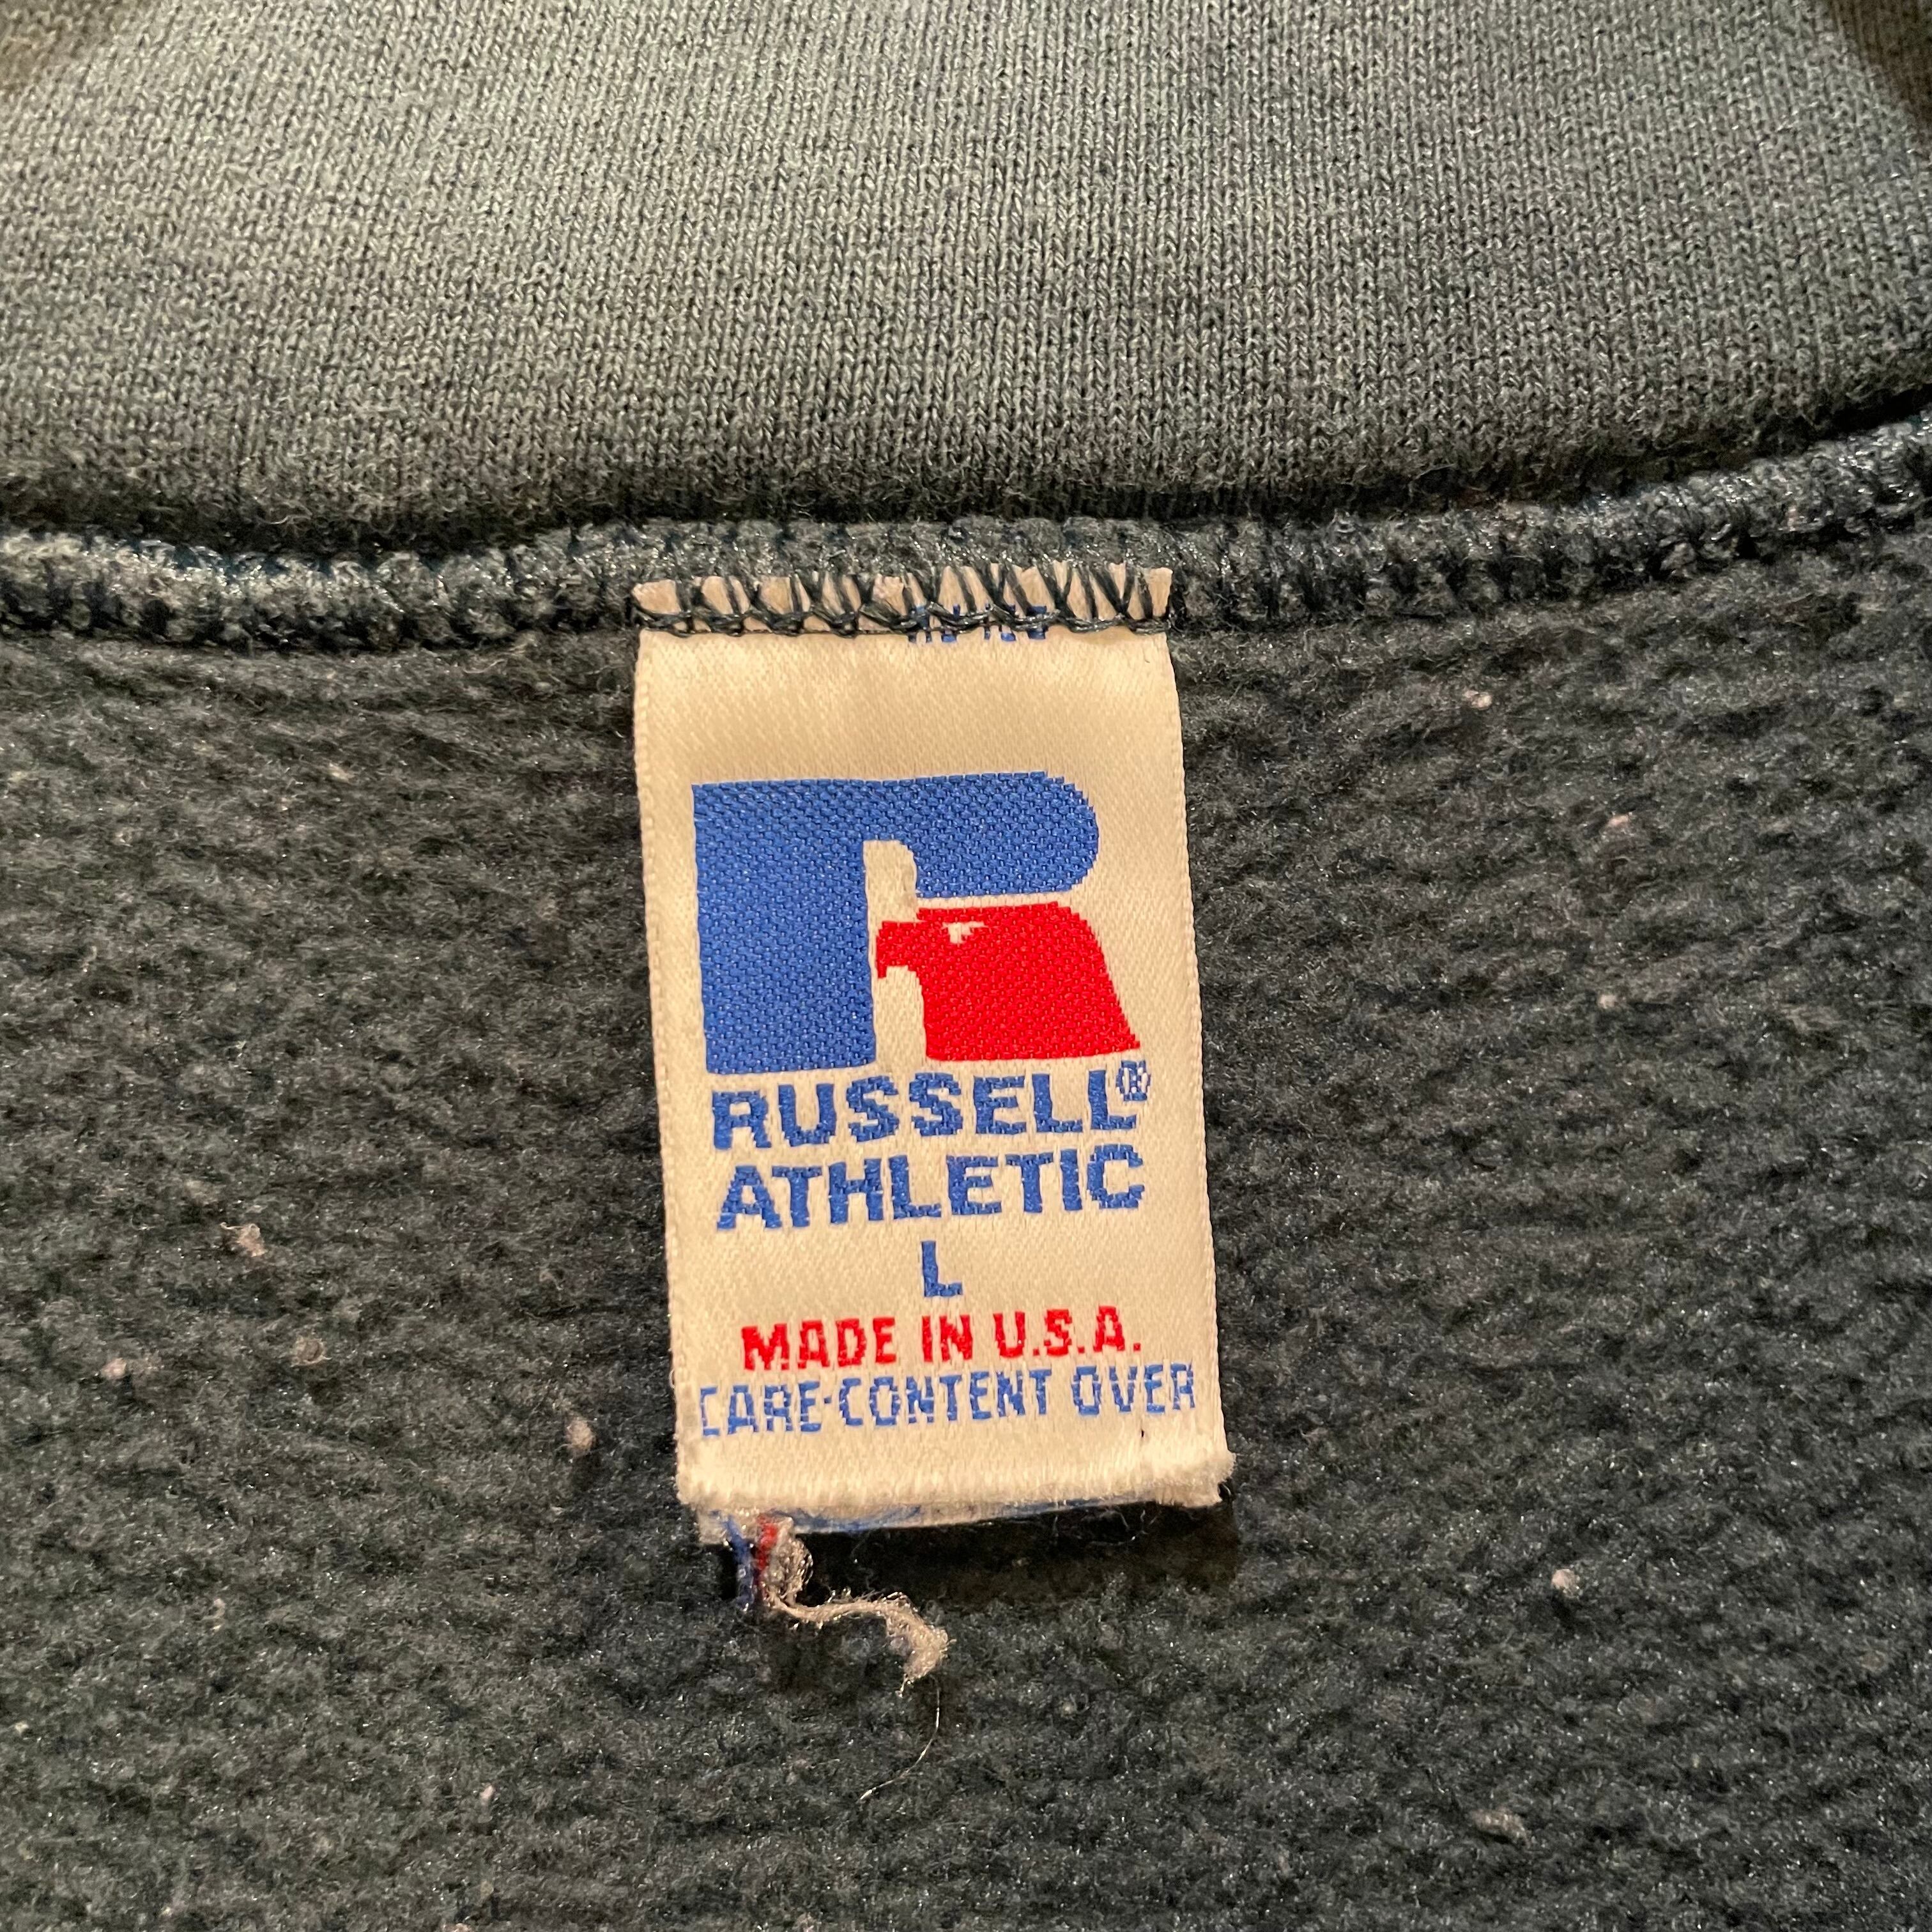 RUSSELL®
ATHLETIC
L
MADE IN U.S.A.
CARE·CONTENT OVER